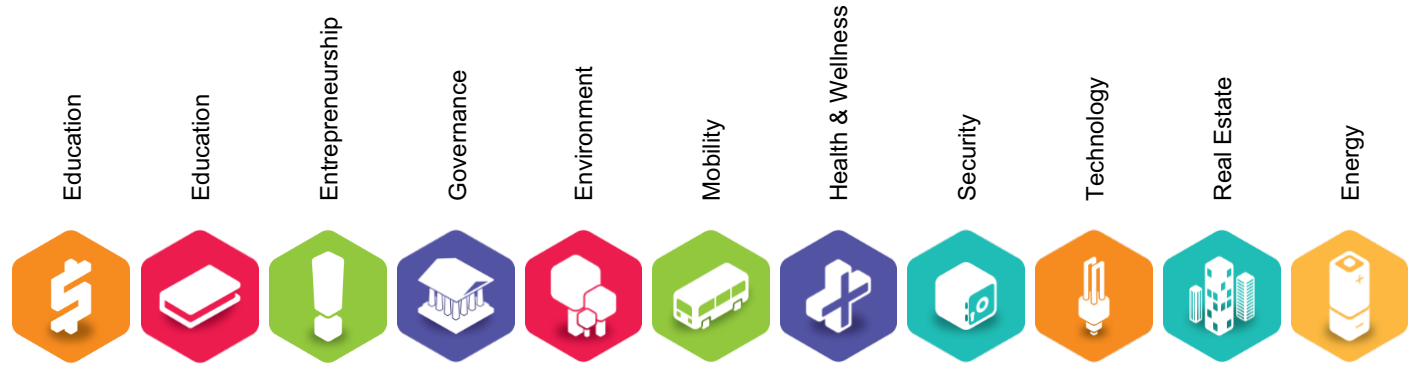 Education
Education
Entrepreneurship
Governance
Environment
Mobility
Health & Wellness
Security
Technology
Real Estate
Energy